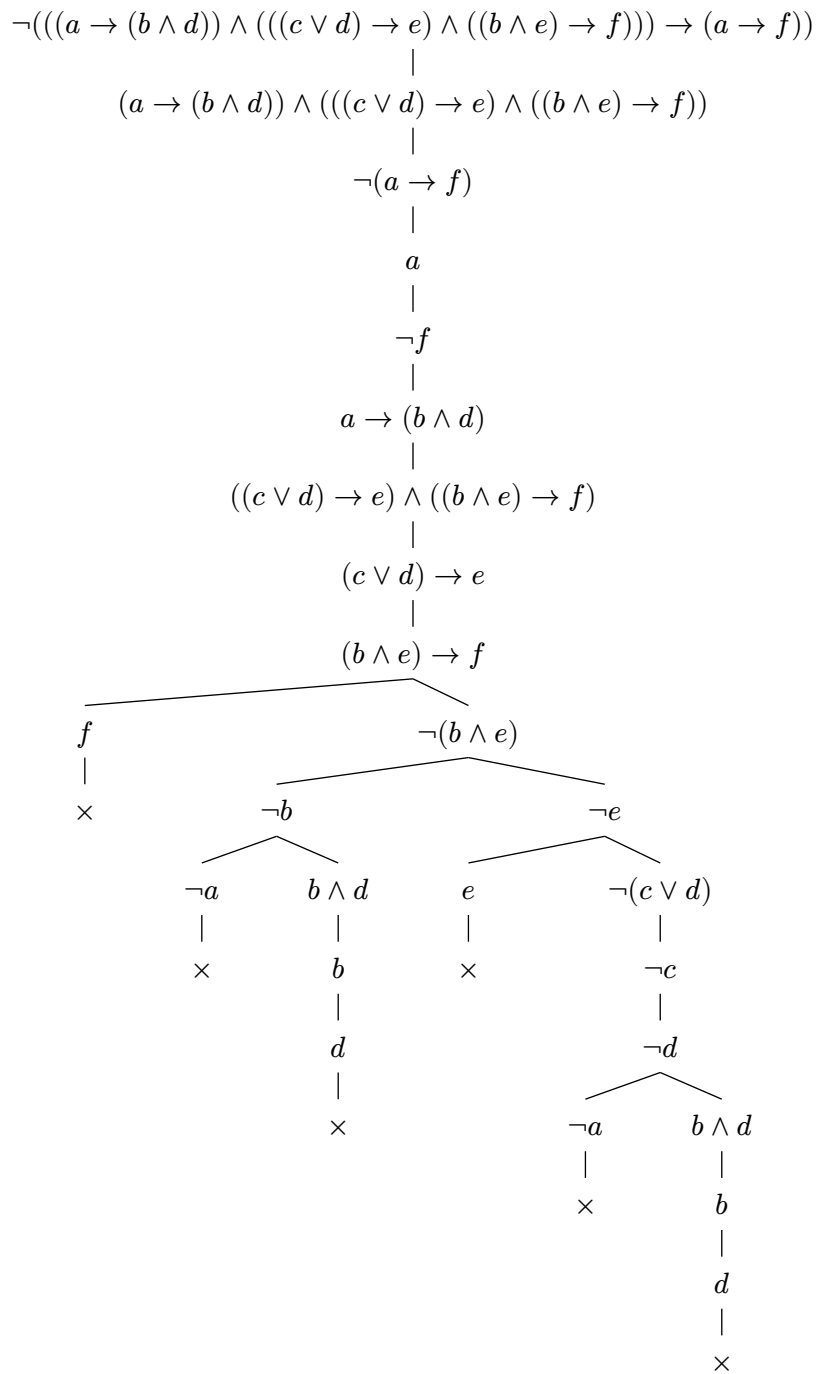 ¬(((a → (b ∧ d)) ∧ (((c ∨ d) → e) ∧ ((b ∧ e) → f))) → (a → f))
(a → (b ∧ d)) ∧ (((c ∨ d) → e) ∧ ((b ∧ e) → f))
¬(a → f)
a
¬f
a → (b ∧ d)
((c ∨ d) → e) ∧ ((b ∧ e) → f)
(c ∨ d) → e
(b ∧ e) → f
f ¬(b ∧ e)
× ¬b ¬e
¬a b ∧ d e ¬(c ∨ d)
× b × ¬c
d ¬d
× ¬a b ∧ d
× b
d
×